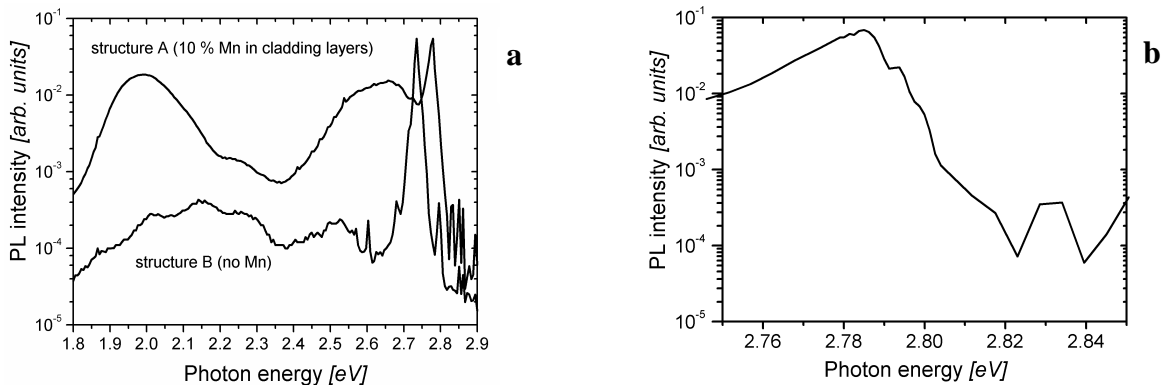 a
structure A (10 % Mn in cladding layers)
structure B (no Mn)
PL intensity [arb. units]
10-1
10-2
10-3
10-4
10-5
1.8 1.9 2.0 2.1 2.2 2.3 2.4 2.5 2.6 2.7 2.8 2.9
Photon energy [eV]
b
PL intensity [arb. units]
10-1
10-2
10-3
10-4
10-5
2.76 2.78 2.80 2.82 2.84
Photon energy [eV]